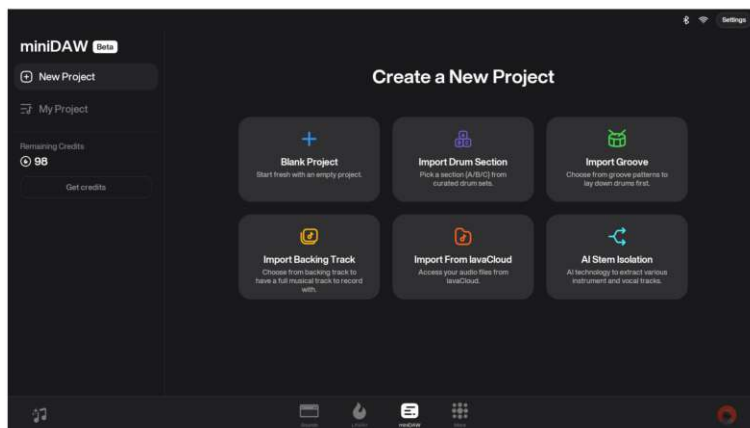 Settings
miniDAW Beta
New Project
My Project
Remaining Credits
98
Get credits
Create a New Project
Blank Project
Start fresh with an empty project.
Import Drum Section
Pick a section (A/B/C) from
curated drum sets.
Import Groove
Choose from groove patterns to
lay down drums first.
Import Backing Track
Choose from backing track to
have a full musical track to record
with.
Import From lavaCloud
Access your audio files from
lavaCloud.
AI Stem Isolation
AI technology to extract various
instrument and vocal tracks.
Sounds
miniDAW